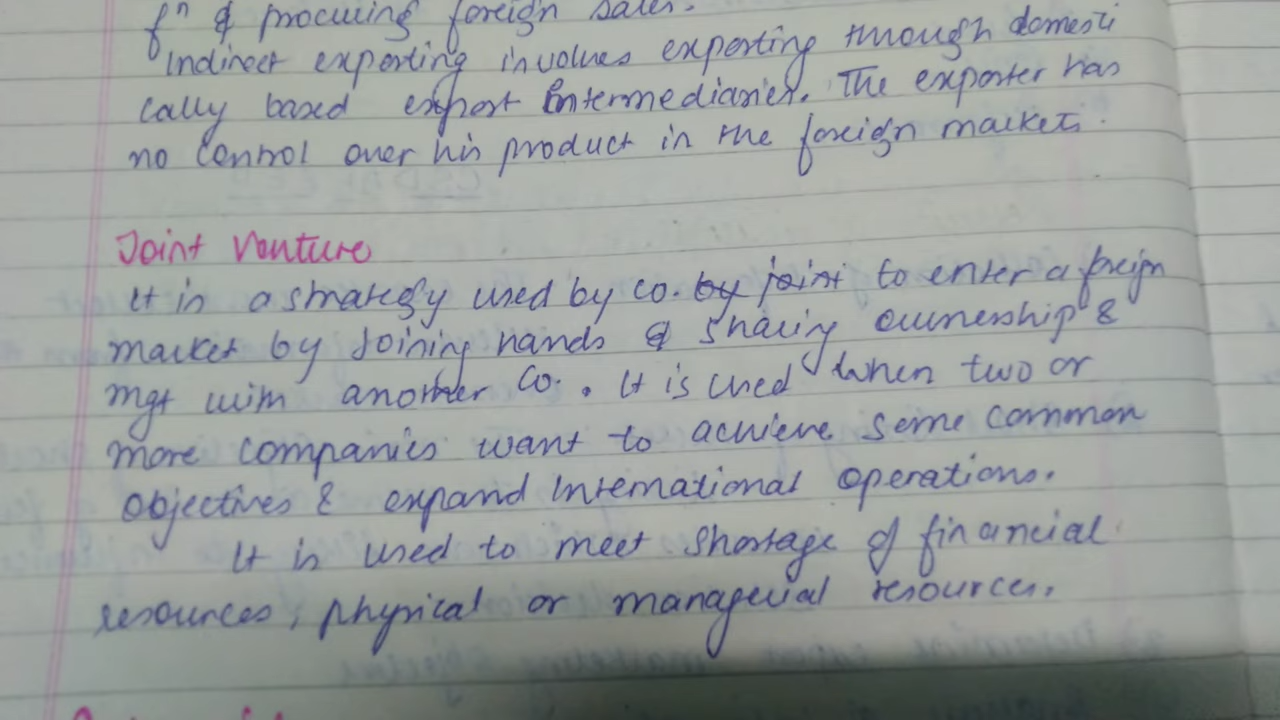 fn of procuring foreign sales.
Indirect exporting involves exporting through domesti
cally based export intermediaries. The exporter has
no control over his product in the foreign market.
Joint Venture
It is a strategy used by co. by joint to enter a foreign
market by Joining hands & sharing ownership &
mgt with another Co. . It is used when two or
more companies want to achieve some common
objectives & expand International operations.
It is used to meet shortage of financial
resources, physical or managerial resources.